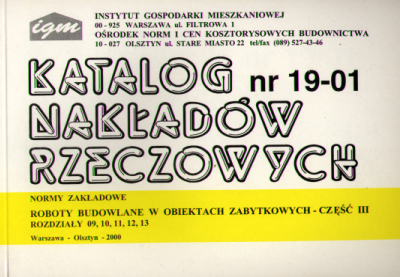 igm
INSTYTUT GOSPODARKI MIESZKANIOWEJ
00 - 925 WARSZAWA ul. FILTROWA 1
OŚRODEK NORM I CEN KOSZTORYSOWYCH BUDOWNICTWA
10 - 027 OLSZTYN ul. STARE MIASTO 22 tel/fax (089) 527-43-46
KATALOG nr 19-01
NAKŁADÓW
RZECZOWYCH
NORMY ZAKŁADOWE
ROBOTY BUDOWLANE W OBIEKTACH ZABYTKOWYCH - CZĘŚĆ III
ROZDZIAŁY 09, 10, 11, 12, 13
Warszawa - Olsztyn - 2000